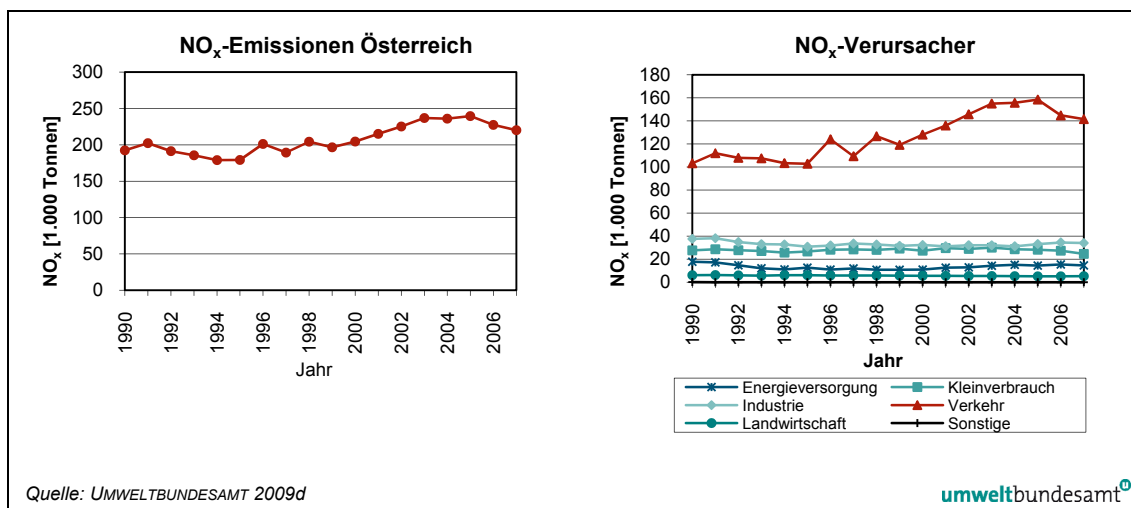 NOx-Emissionen Österreich
300
250
200
150
100
50
0
NOx [1.000 Tonnen]
1990
1992
1994
1996
1998
2000
2002
2004
2006
Jahr
NOx-Verursacher
180
160
140
120
100
80
60
40
20
0
NOx [1.000 Tonnen]
1990
1992
1994
1996
1998
2000
2002
2004
2006
Jahr
Energieversorgung
Kleinverbrauch
Industrie
Verkehr
Landwirtschaft
Sonstige
Quelle: UMWELTBUNDESAMT 2009d
umweltbundesamt u